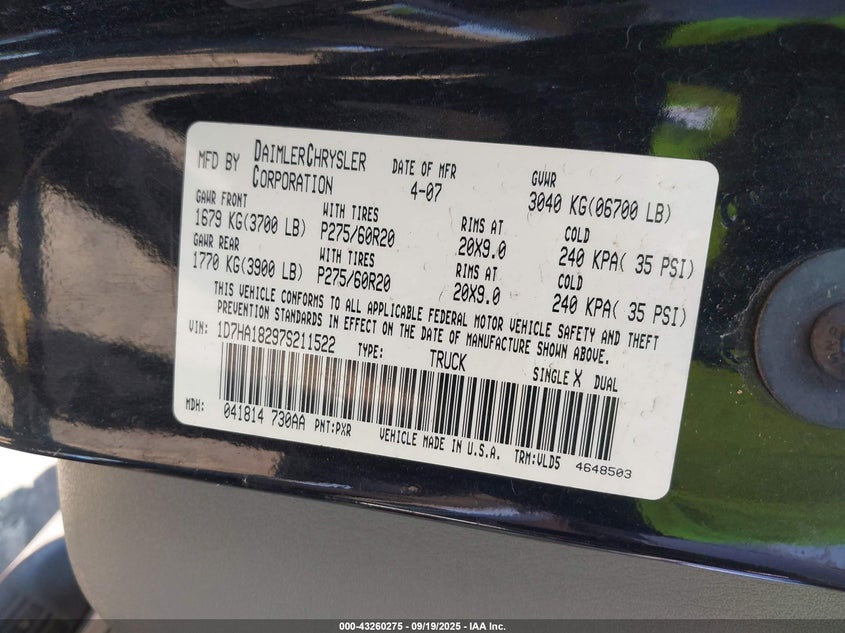 MFD BY DAIMLERCHRYSLER CORPORATION DATE OF MFR 4-07 GVWR 3040 KG(06700 LB)
GAWR FRONT WITH TIRES RIMS AT COLD
1679 KG(3700 LB) P275/60R20 20X9.0 240 KPA( 35 PSI)
GAWR REAR WITH TIRES RIMS AT COLD
1770 KG(3900 LB) P275/60R20 20X9.0 240 KPA( 35 PSI)
THIS VEHICLE CONFORMS TO ALL APPLICABLE FEDERAL MOTOR VEHICLE SAFETY AND THEFT
PREVENTION STANDARDS IN EFFECT ON THE DATE OF MANUFACTURE SHOWN ABOVE.
VIN: 1D7HA18297S211522 TYPE: TRUCK SINGLE X DUAL
MDH: 041814 730AA PNT:PXR VEHICLE MADE IN U.S.A. TRM:VLD5 4648503
000-43260275 - 09/19/2025 - IAA Inc.